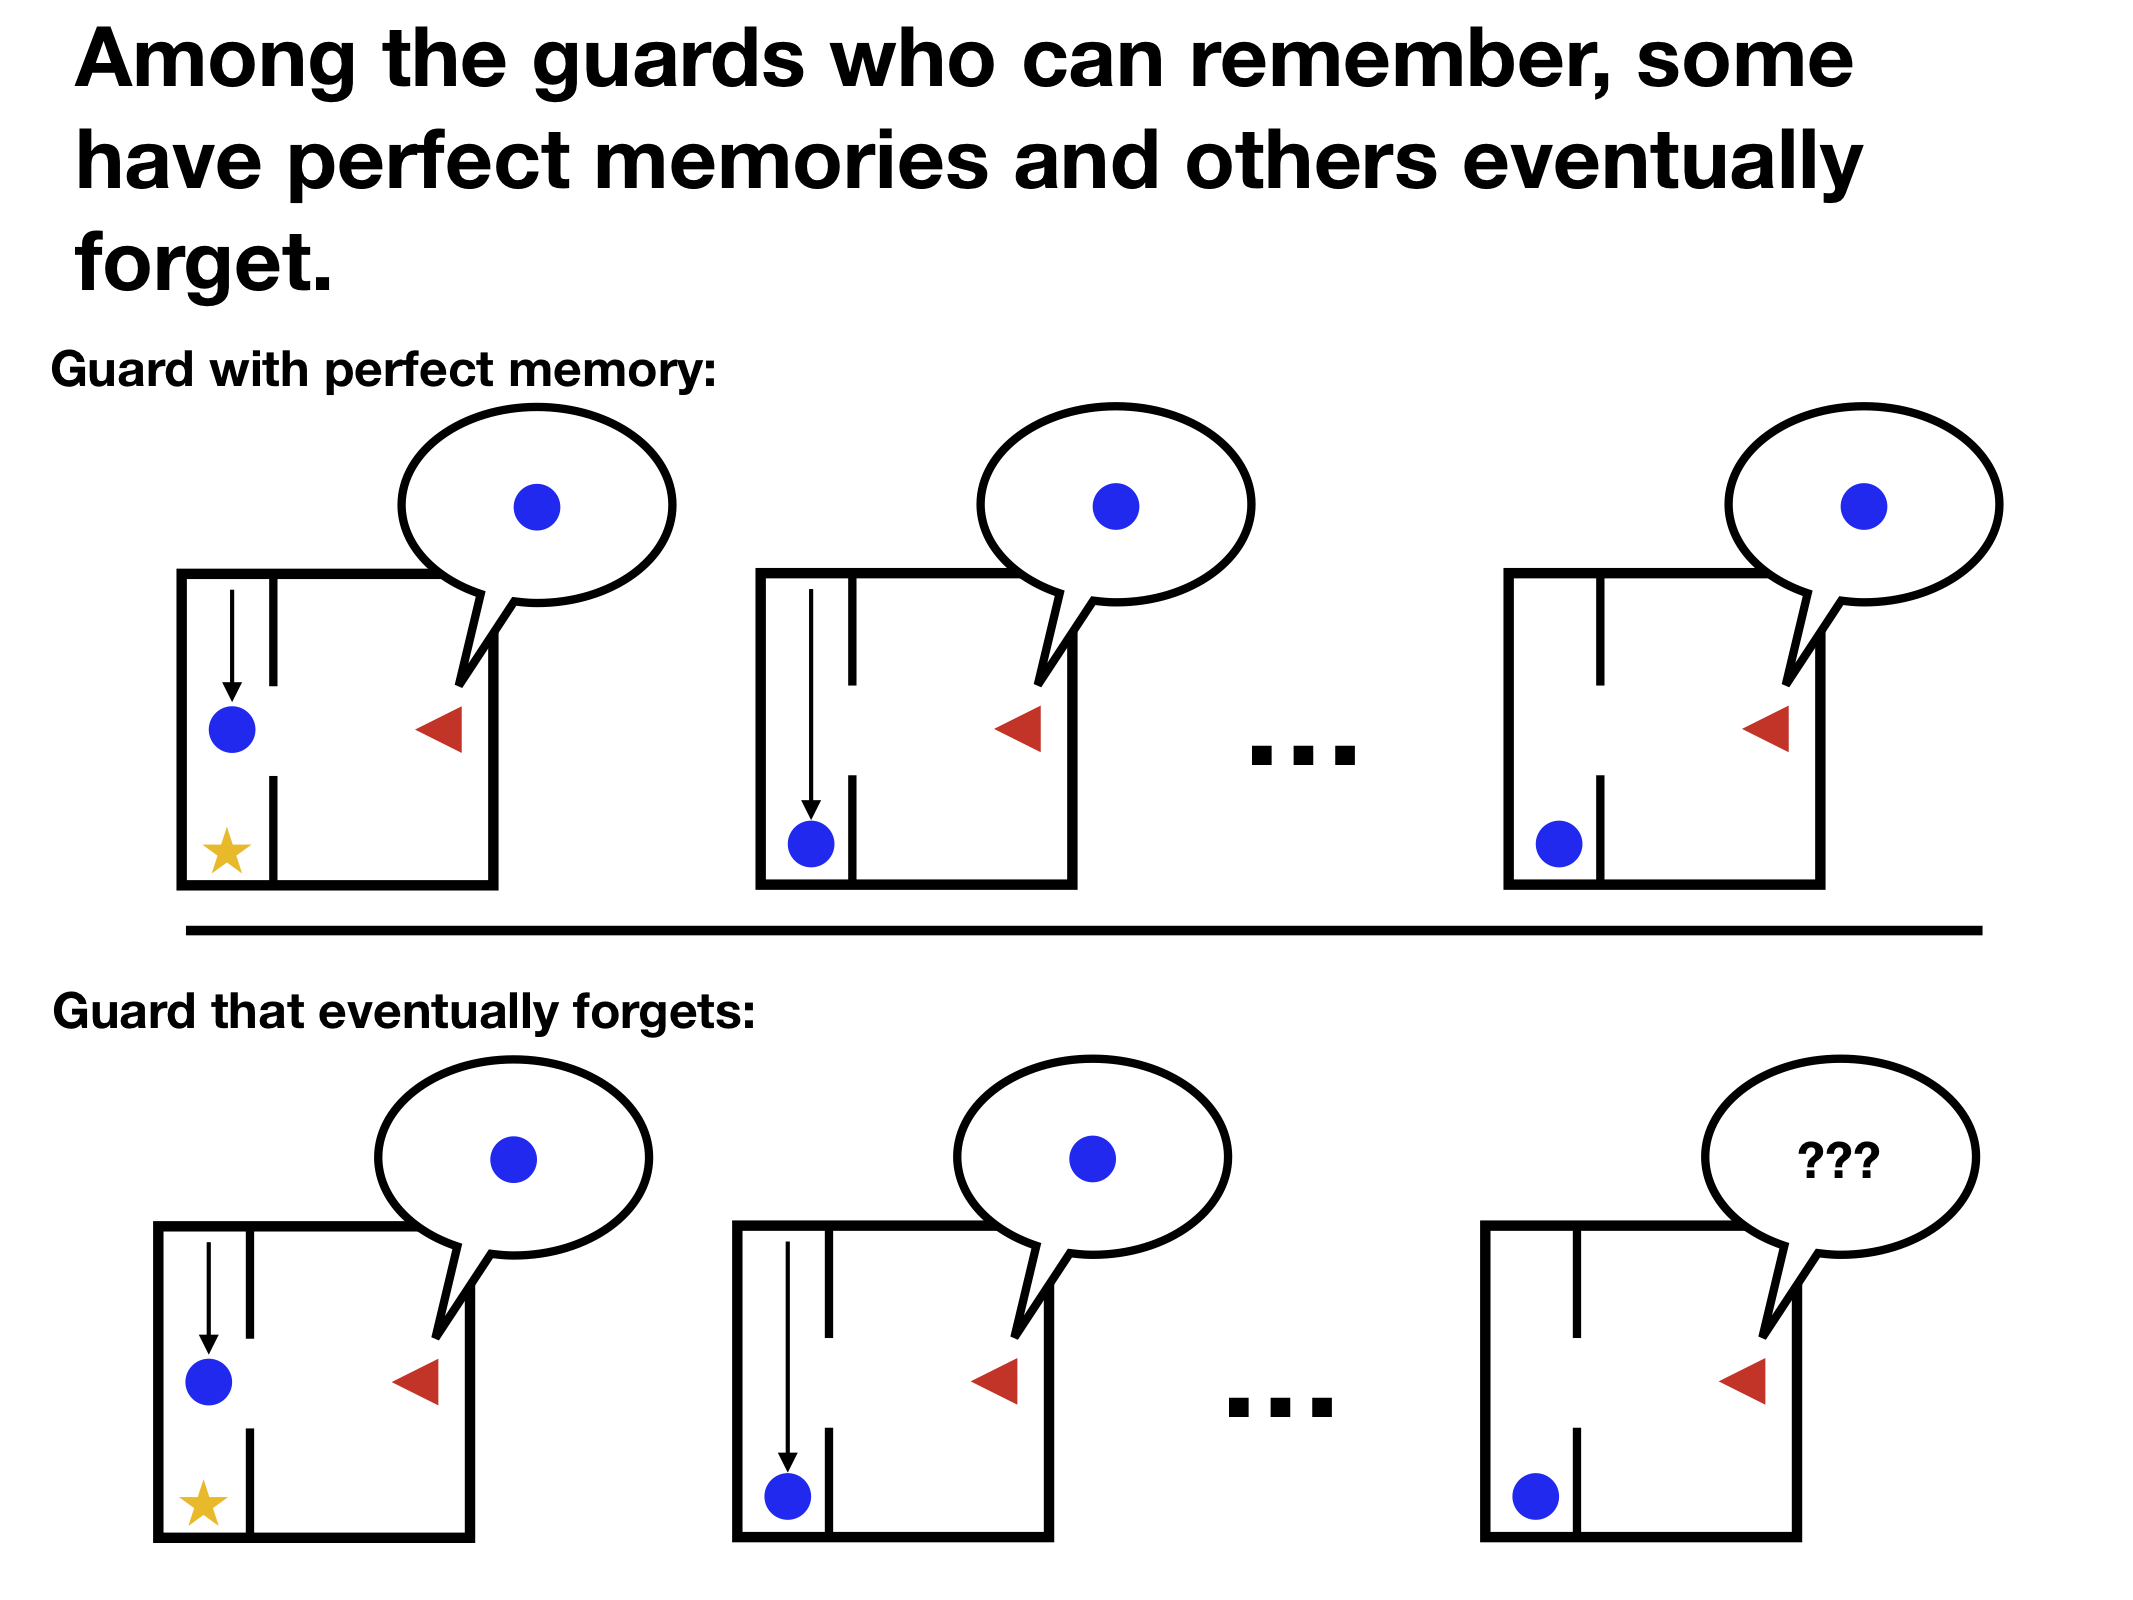 Among the guards who can remember, some
have perfect memories and others eventually
forget.
Guard with perfect memory:
...
Guard that eventually forgets:
???
...